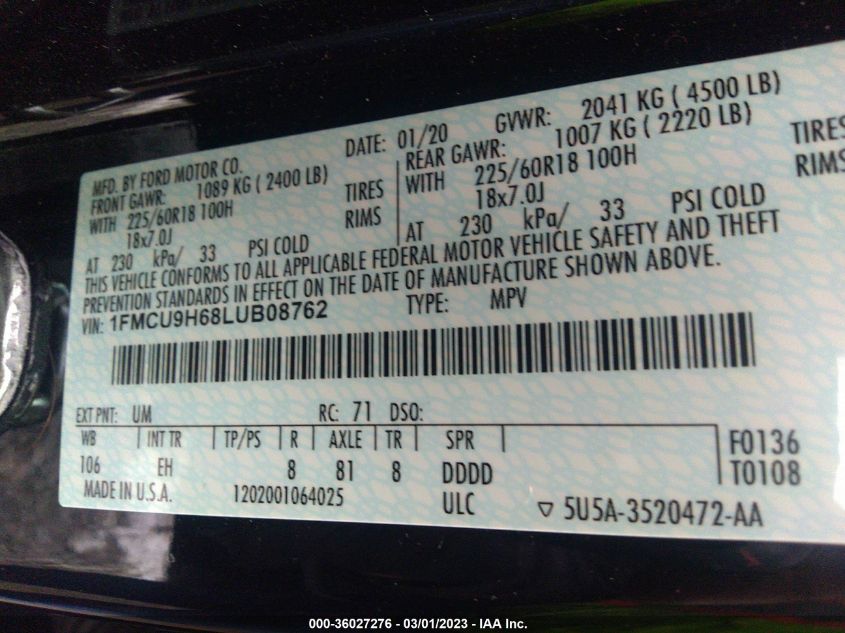 MFD. BY FORD MOTOR CO.
DATE: 01/20
GVWR: 2041 KG ( 4500 LB)
FRONT GAWR: 1089 KG ( 2400 LB)
WITH 225/60R18 100H TIRES
18x7.0J RIMS
AT 230 kPa/ 33 PSI COLD
REAR GAWR: 1007 KG ( 2220 LB)
WITH 225/60R18 100H TIRES
18x7.0J RIMS
AT 230 kPa/ 33 PSI COLD
THIS VEHICLE CONFORMS TO ALL APPLICABLE FEDERAL MOTOR VEHICLE SAFETY AND THEFT
PREVENTION STANDARDS IN EFFECT ON THE DATE OF MANUFACTURE SHOWN ABOVE.
VIN: 1FMCU9H68LUB08762 TYPE: MPV
EXT PNT: UM RC: 71 DSO:
WB INT TR TP/PS R AXLE TR SPR F0136
106 EH 8 81 8 DDDD T0108
MADE IN U.S.A. 1202001064025 ULC ▽ 5U5A-3520472-AA
000-36027276 - 03/01/2023 - IAA Inc.